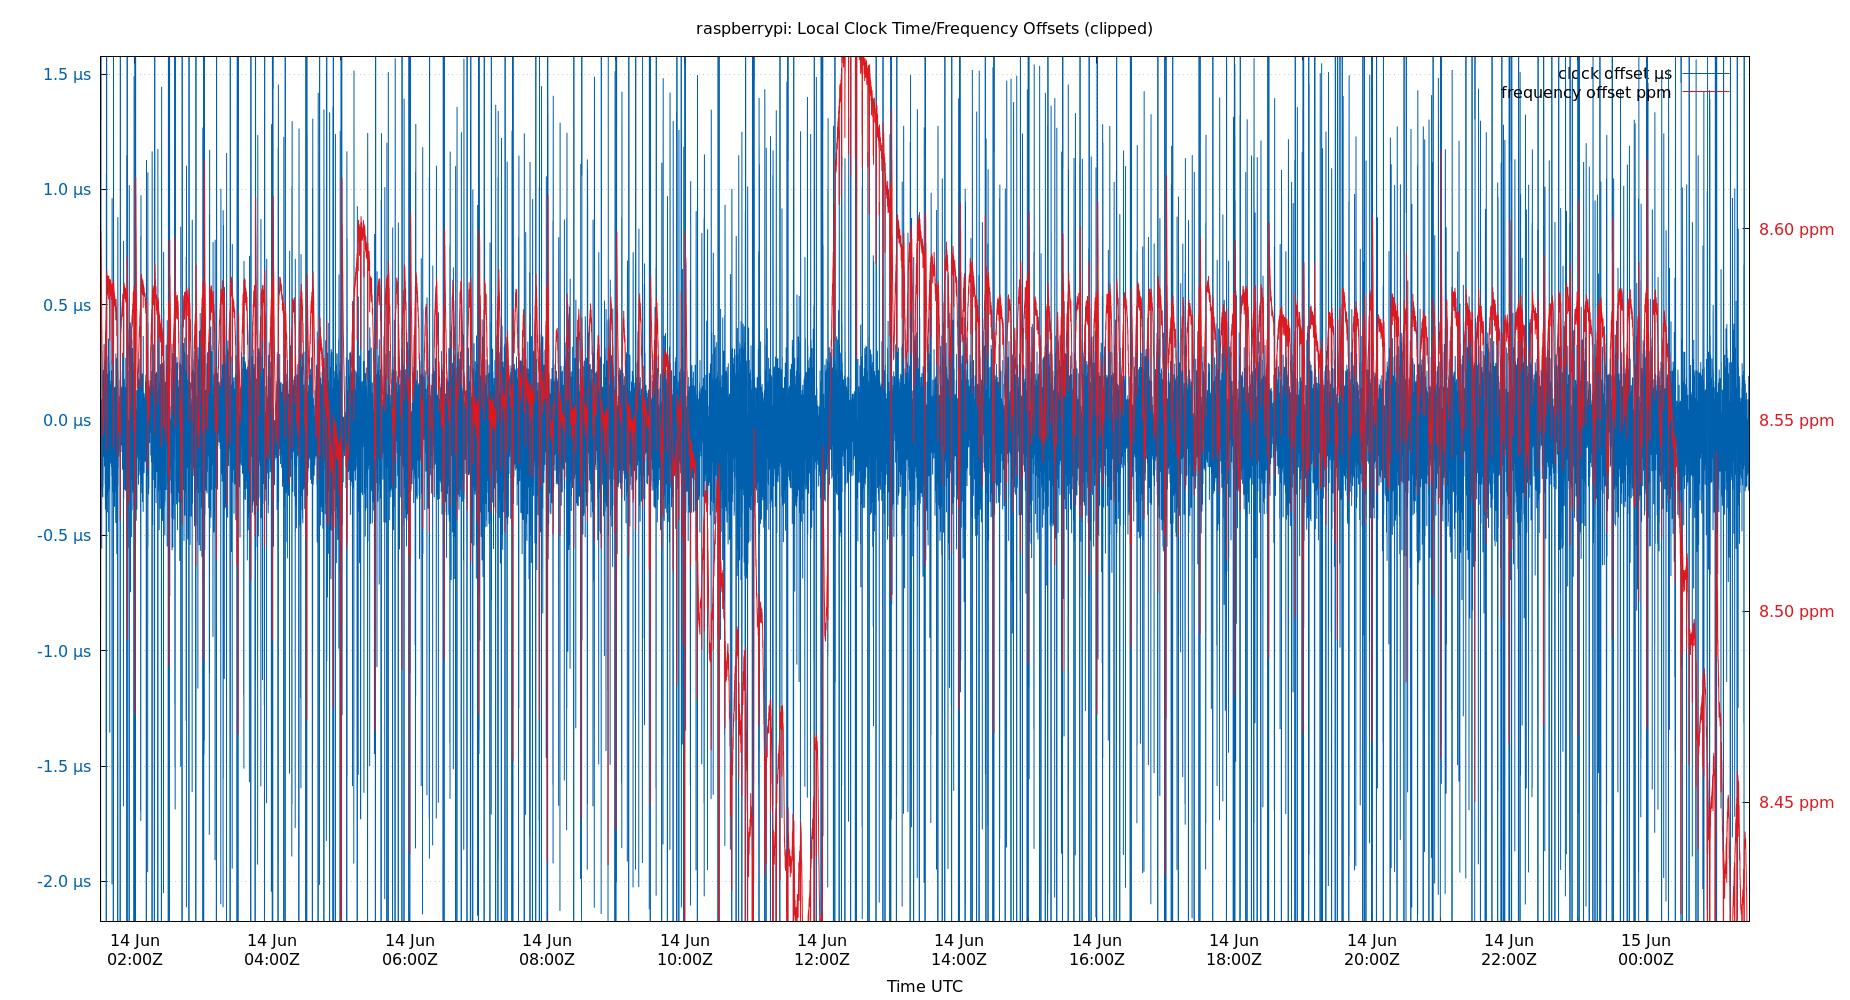 raspberrypi: Local Clock Time/Frequency Offsets (clipped)
clock offset µs
frequency offset ppm
1.5 µs
1.0 µs
0.5 µs
0.0 µs
-0.5 µs
-1.0 µs
-1.5 µs
-2.0 µs
8.60 ppm
8.55 ppm
8.50 ppm
8.45 ppm
14 Jun 14 Jun 14 Jun 14 Jun 14 Jun 14 Jun 14 Jun 14 Jun 14 Jun 14 Jun 14 Jun 15 Jun
02:00Z 04:00Z 06:00Z 08:00Z 10:00Z 12:00Z 14:00Z 16:00Z 18:00Z 20:00Z 22:00Z 00:00Z
Time UTC